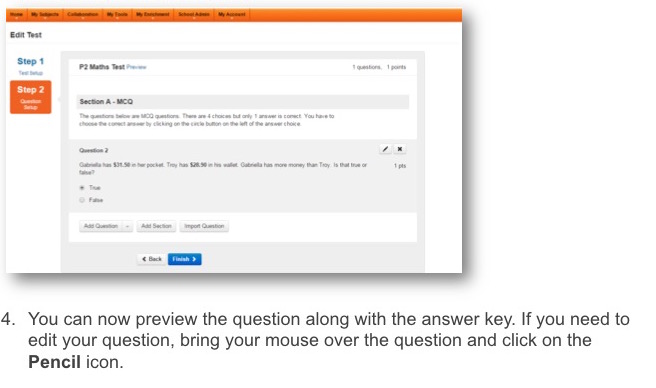 Home My Subjects Collaboration My Tools My Enrichment School Admin My Account
Edit Test
Step 1
Test Setup
P2 Maths Test Preview 1 questions, 1 points
Step 2
Question
Setup
Section A - MCQ
The questions below are MCQ questions. There are 4 choices but only 1 answer is correct. You have to
choose the correct answer by clicking on the circle button on the left of the answer choice.
Question 2
Gabriella has $31.50 in her pocket. Troy has $28.90 in his wallet. Gabriella has more money than Troy. Is that true or
false?
1 pts
True
False
Add Question Add Section Import Question
Back Finish
4. You can now preview the question along with the answer key. If you need to
edit your question, bring your mouse over the question and click on the
Pencil icon.